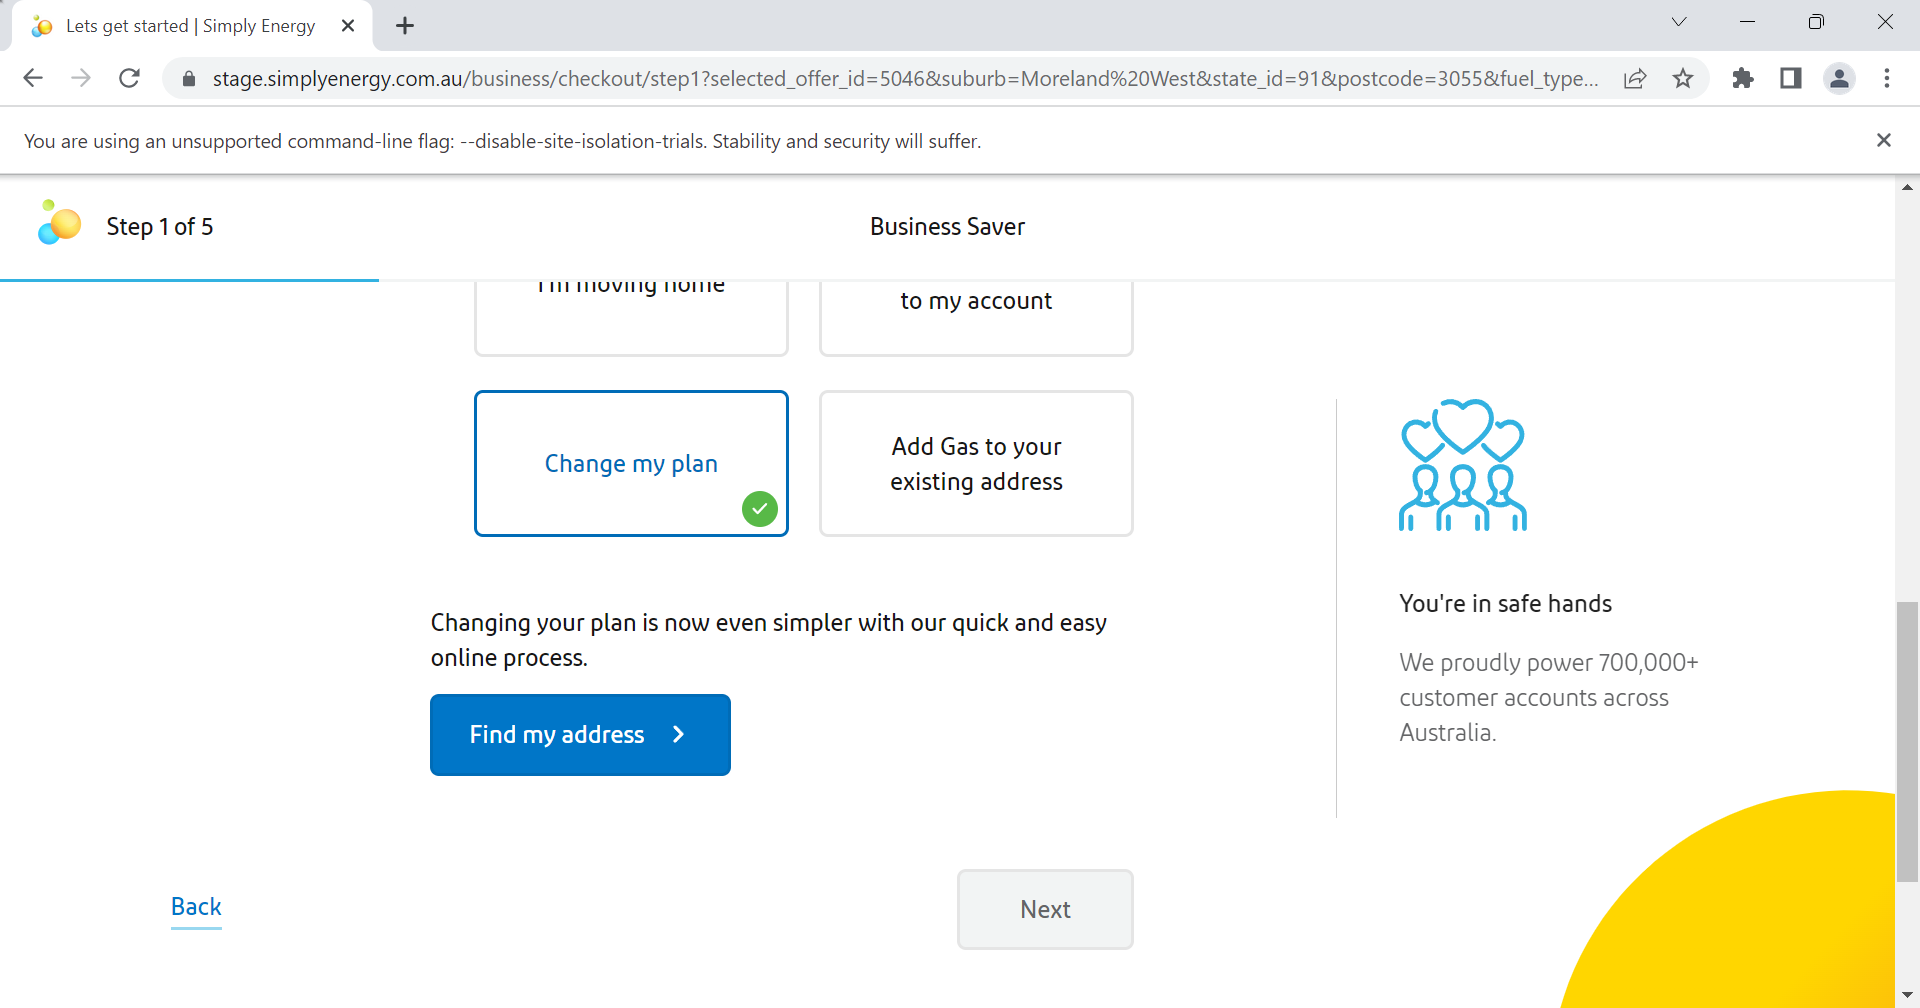 Lets get started | Simply Energy
stage.simplyenergy.com.au/business/checkout/step1?selected_offer_id=5046&suburb=Moreland%20West&state_id=91&postcode=3055&fuel_type...
You are using an unsupported command-line flag: --disable-site-isolation-trials. Stability and security will suffer.
Step 1 of 5
Business Saver
I'm moving home
to my account
Change my plan
Add Gas to your
existing address
Changing your plan is now even simpler with our quick and easy
online process.
Find my address
You're in safe hands
We proudly power 700,000+
customer accounts across
Australia.
Back
Next